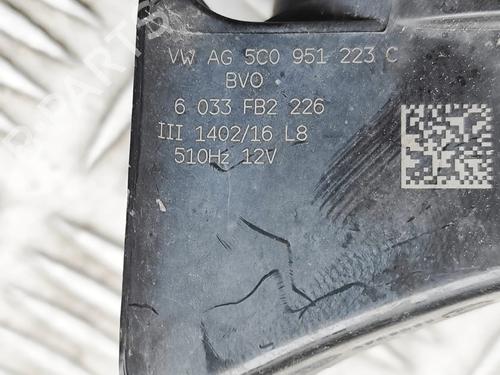 VW AG 5C0 951 223 C
BVO
6 033 FB2 226
III 1402/16 L8
510Hz 12V